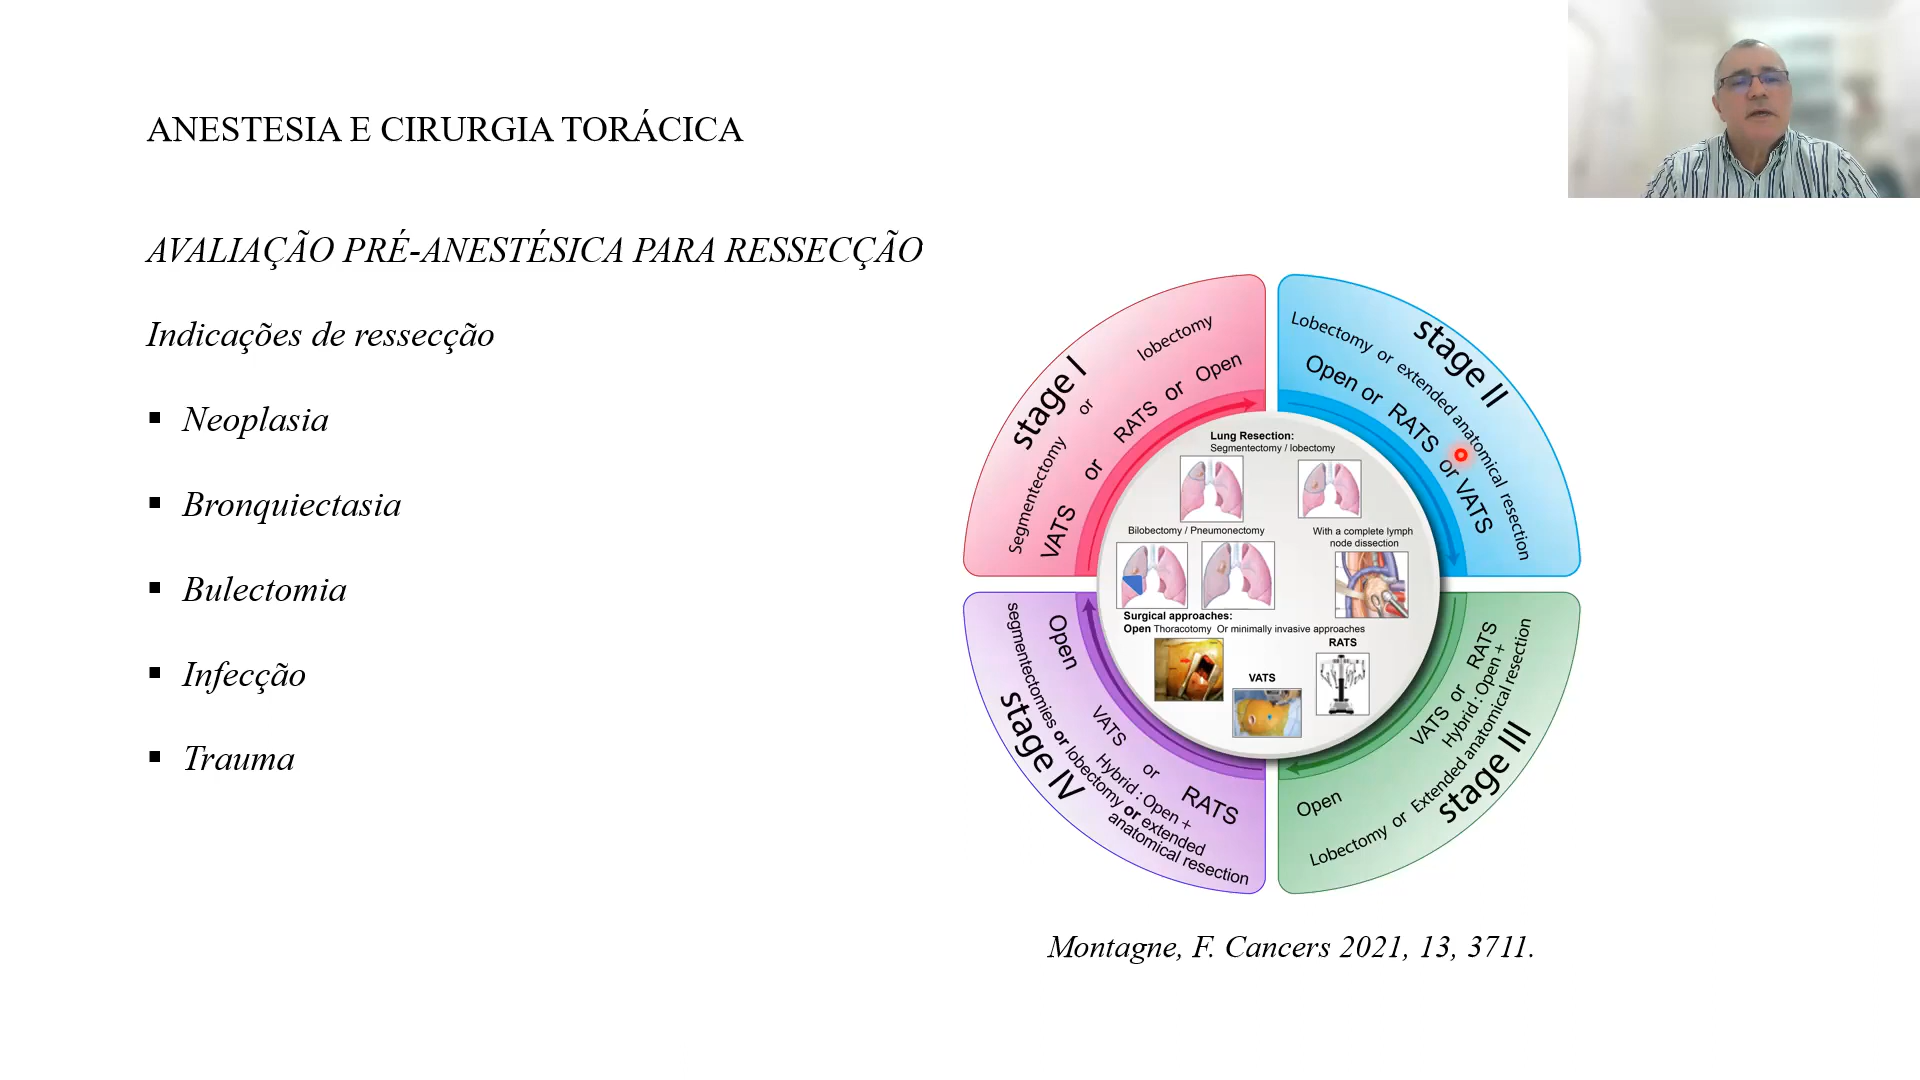 ANESTESIA E CIRURGIA TORÁCICA
AVALIAÇÃO PRÉ-ANESTÉSICA PARA RESSECÇÃO
Indicações de ressecção
▪ Neoplasia
▪ Bronquiectasia
▪ Bulectomia
▪ Infecção
▪ Trauma
stage I
Segmentectomy or lobectomy
VATS or RATS or Open
stage II
Lobectomy or extended anatomical resection
Open or RATS or VATS
stage III
Lobectomy or Extended anatomical resection
Hybrid : Open +
VATS or RATS
Open
stage IV
segmentectomies or lobectomy or extended
anatomical resection
Hybrid : Open +
VATS or RATS
Open
Lung Resection:
Segmentectomy / lobectomy
Bilobectomy / Pneumonectomy
With a complete lymph
node dissection
Surgical approaches:
Open Thoracotomy Or minimally invasive approaches
RATS
VATS
Montagne, F. Cancers 2021, 13, 3711.